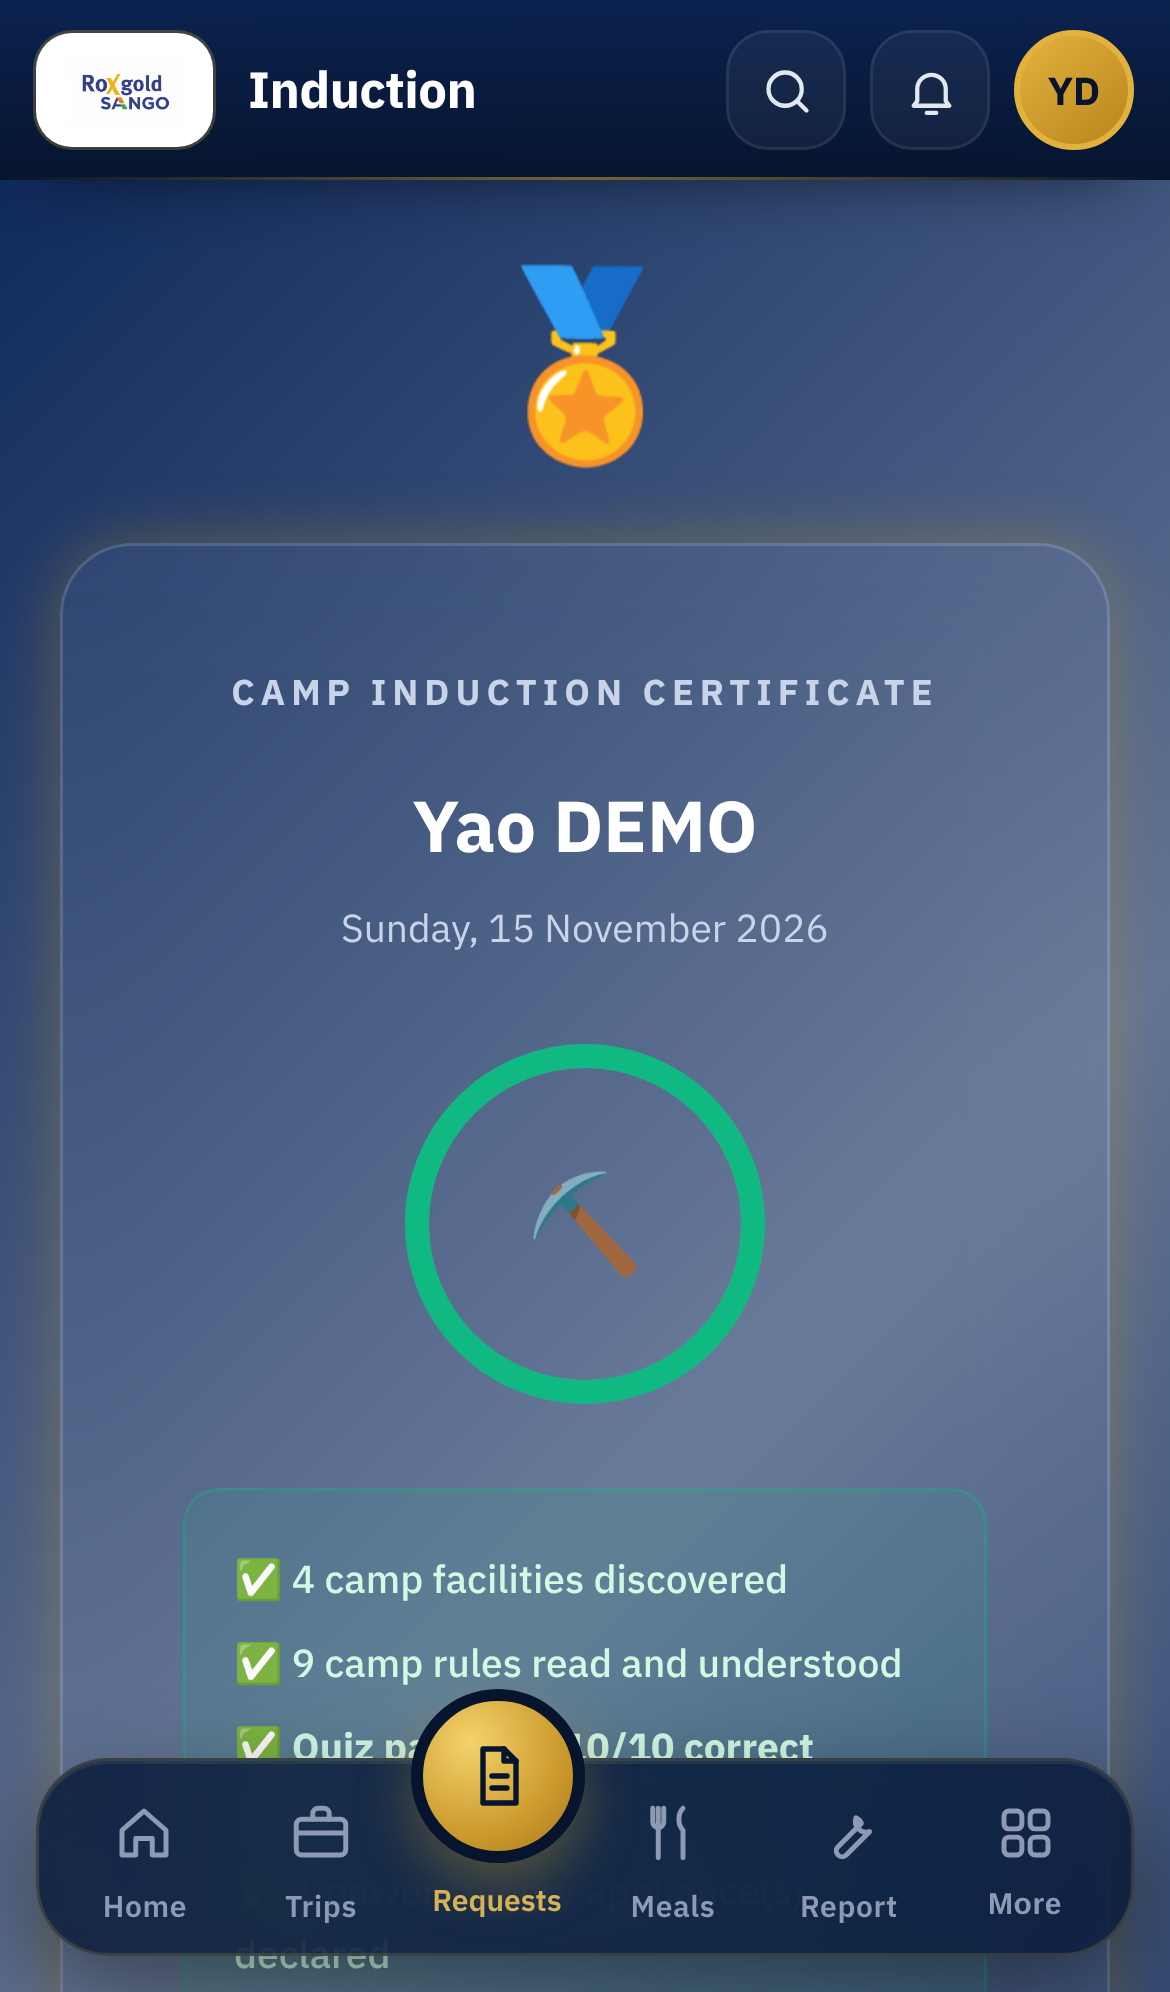 Roxgold
SANGO
Induction
YD
CAMP INDUCTION CERTIFICATE
Yao DEMO
Sunday, 15 November 2026
4 camp facilities discovered
9 camp rules read and understood
Quiz 10/10 correct
declared
Home
Trips
Requests
Meals
Report
More